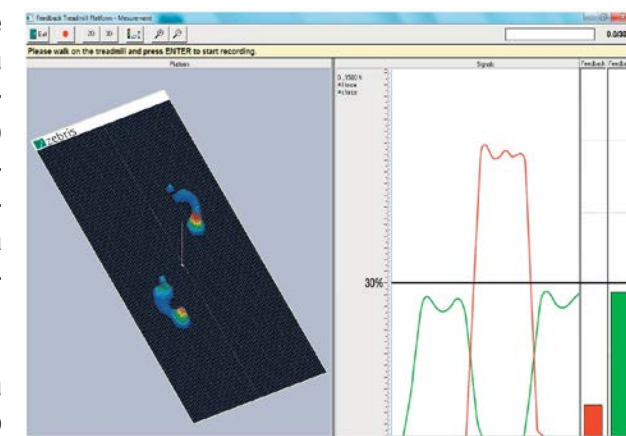 Feedback Treadmill Platform - Mesurement
Exit
2D
3D
0.0/30
Please walk on the treadmill and press ENTER to start recording.
Platform
Signals
Feedback
zebris
30%